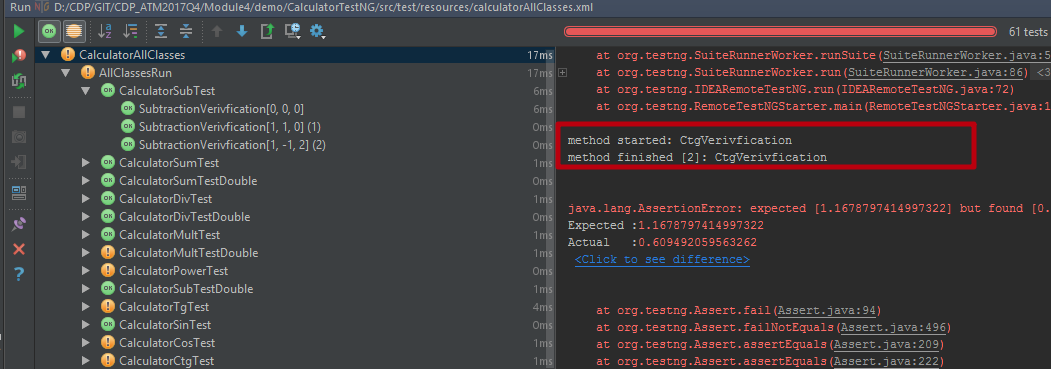 Run D:/CDP/GIT/CDP_ATM2017Q4/Module4/demo/CalculatorTestNG/src/test/resources/calculatorAllClasses.xml
61 tests
CalculatorAllClasses 17ms
AllClassesRun 17ms
CalculatorSubTest 6ms
SubtractionVerivfication[0, 0, 0] 6ms
SubtractionVerivfication[1, 1, 0] (1) 0ms
SubtractionVerivfication[1, -1, 2] (2) 0ms
CalculatorSumTest 1ms
CalculatorSumTestDouble 0ms
CalculatorDivTest 1ms
CalculatorDivTestDouble 0ms
CalculatorMultTest 1ms
CalculatorMultTestDouble 0ms
CalculatorPowerTest 1ms
CalculatorSubTestDouble 0ms
CalculatorTgTest 4ms
CalculatorSinTest 0ms
CalculatorCosTest 1ms
CalculatorCtgTest 1ms
at org.testng.SuiteRunnerWorker.runSuite(SuiteRunnerWorker.java:5
at org.testng.SuiteRunnerWorker.run(SuiteRunnerWorker.java:86) <3
at org.testng.IDEARemoteTestNG.run(IDEARemoteTestNG.java:72)
at org.testng.RemoteTestNGStarter.main(RemoteTestNGStarter.java:1
method started: CtgVerivfication
method finished [2]: CtgVerivfication
java.lang.AssertionError: expected [1.1678797414997322] but found [0.
Expected :1.1678797414997322
Actual :0.609492059563262
<Click to see difference>
at org.testng.Assert.fail(Assert.java:94)
at org.testng.Assert.failNotEquals(Assert.java:496)
at org.testng.Assert.assertEquals(Assert.java:209)
at org.testng.Assert.assertEquals(Assert.java:222)